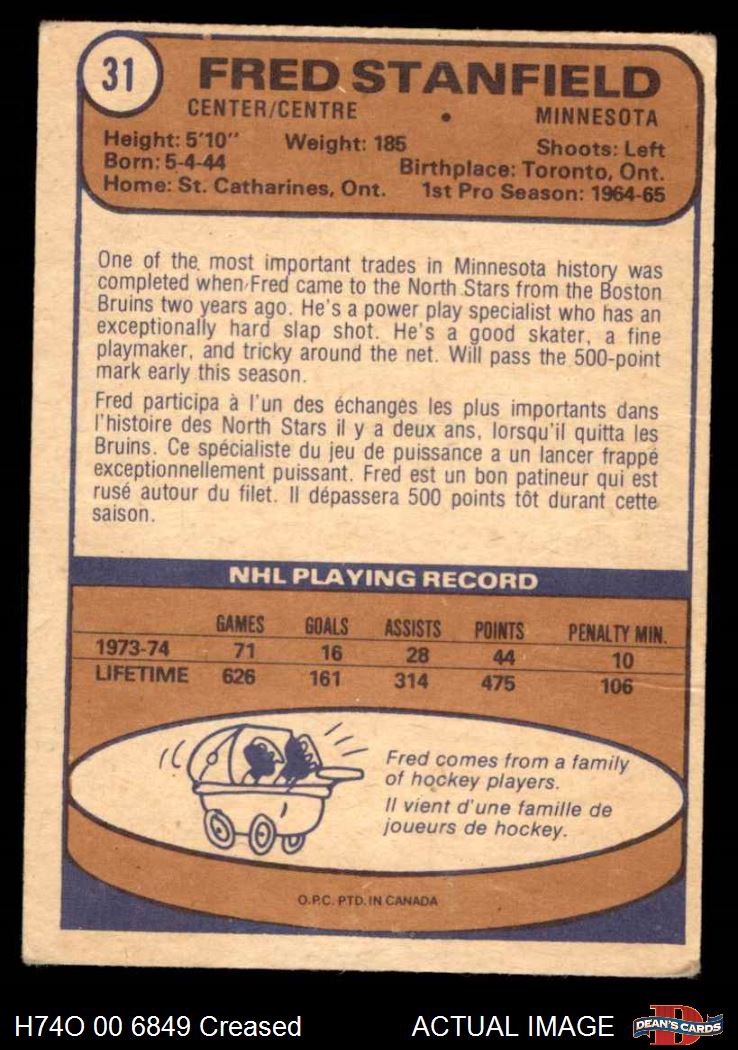 31
FRED STANFIELD
CENTER/CENTRE • MINNESOTA
Height: 5'10" Weight: 185 Shoots: Left
Born: 5-4-44 Birthplace: Toronto, Ont.
Home: St. Catharines, Ont. 1st Pro Season: 1964-65
One of the most important trades in Minnesota history was
completed when Fred came to the North Stars from the Boston
Bruins two years ago. He's a power play specialist who has an
exceptionally hard slap shot. He's a good skater, a fine
playmaker, and tricky around the net. Will pass the 500-point
mark early this season.
Fred participa à l'un des échanges les plus importants dans
l'histoire des North Stars il y a deux ans, lorsqu'il quitta les
Bruins. Ce spécialiste du jeu de puissance a un lancer frappé
exceptionnellement puissant. Fred est un bon patineur qui est
rusé autour du filet. Il dépassera 500 points tôt durant cette
saison.
NHL PLAYING RECORD
GAMES GOALS ASSISTS POINTS PENALTY MIN.
1973-74 71 16 28 44 10
LIFETIME 626 161 314 475 106
Fred comes from a family
of hockey players.
Il vient d'une famille de
joueurs de hockey.
O.P.C. PTD. IN CANADA
H74O 00 6849 Creased ACTUAL IMAGE
D
DEAN'S CARDS